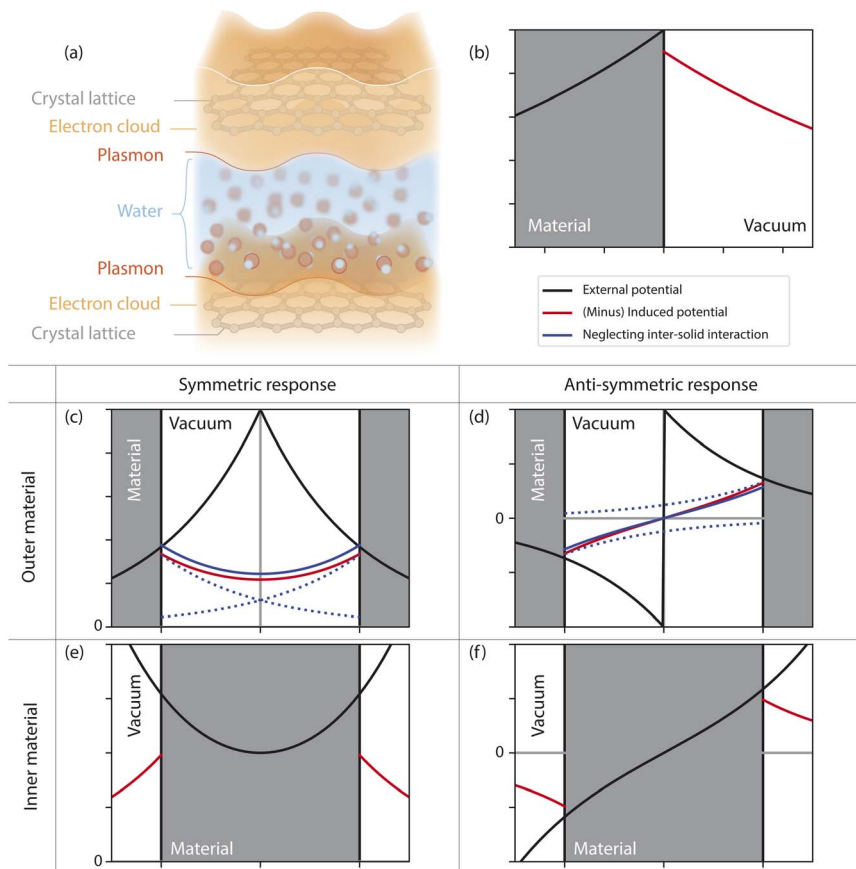 (a)
Crystal lattice
Electron cloud
Plasmon
Water
Plasmon
Electron cloud
Crystal lattice
(b)
Material
Vacuum
External potential
(Minus) Induced potential
Neglecting inter-solid interaction
Symmetric response
Anti-symmetric response
Outer material
(c)
Vacuum
Material
0
(d)
Vacuum
Material
0
Inner material
(e)
Vacuum
Material
0
(f)
Vacuum
0
Material